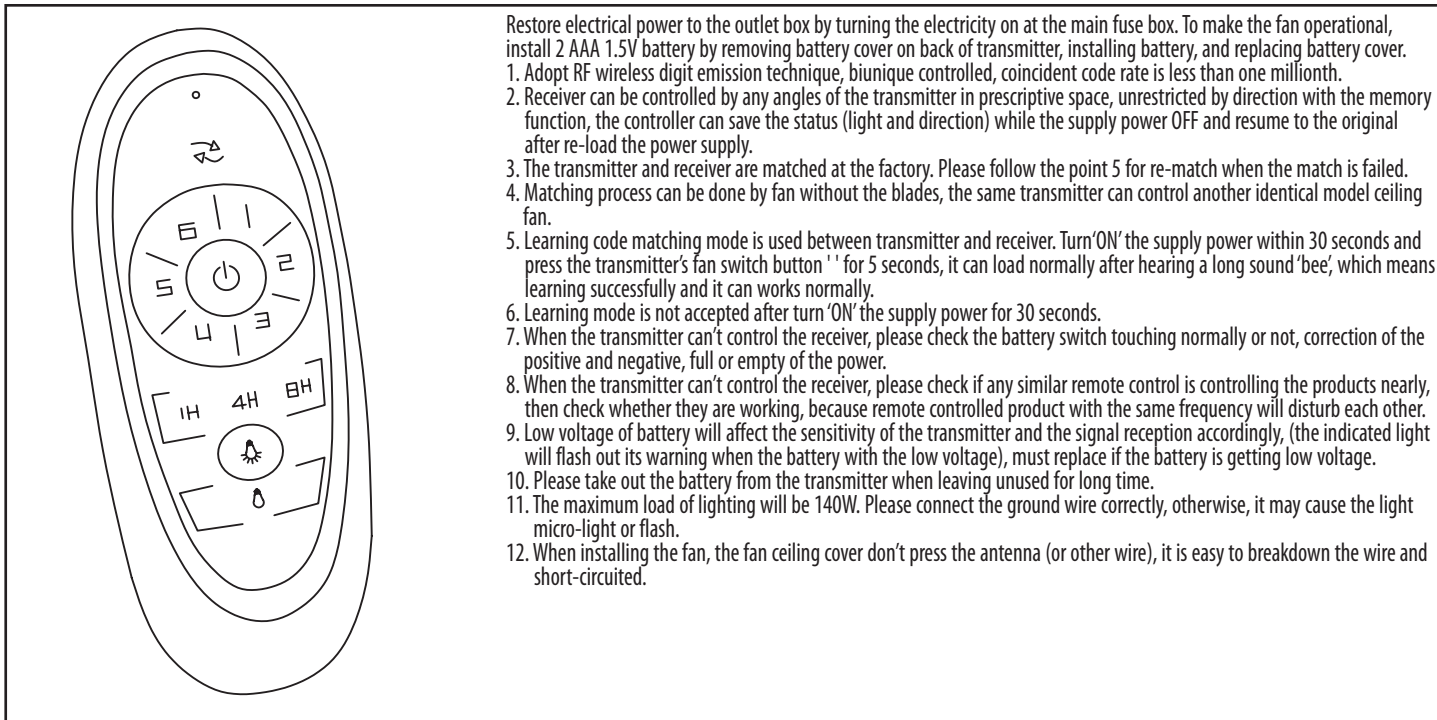 6
1
5
2
4
3
1H
4H
8H
Restore electrical power to the outlet box by turning the electricity on at the main fuse box. To make the fan operational,
install 2 AAA 1.5V battery by removing battery cover on back of transmitter, installing battery, and replacing battery cover.
1. Adopt RF wireless digit emission technique, biunique controlled, coincident code rate is less than one millionth.
2. Receiver can be controlled by any angles of the transmitter in prescriptive space, unrestricted by direction with the memory
function, the controller can save the status (light and direction) while the supply power OFF and resume to the original
after re-load the power supply.
3. The transmitter and receiver are matched at the factory. Please follow the point 5 for re-match when the match is failed.
4. Matching process can be done by fan without the blades, the same transmitter can control another identical model ceiling
fan.
5. Learning code matching mode is used between transmitter and receiver. Turn‘ON’ the supply power within 30 seconds and
press the transmitter’s fan switch button ' ' for 5 seconds, it can load normally after hearing a long sound ‘bee’, which means
learning successfully and it can works normally.
6. Learning mode is not accepted after turn ‘ON’ the supply power for 30 seconds.
7. When the transmitter can’t control the receiver, please check the battery switch touching normally or not, correction of the
positive and negative, full or empty of the power.
8. When the transmitter can’t control the receiver, please check if any similar remote control is controlling the products nearly,
then check whether they are working, because remote controlled product with the same frequency will disturb each other.
9. Low voltage of battery will affect the sensitivity of the transmitter and the signal reception accordingly, (the indicated light
will flash out its warning when the battery with the low voltage), must replace if the battery is getting low voltage.
10. Please take out the battery from the transmitter when leaving unused for long time.
11. The maximum load of lighting will be 140W. Please connect the ground wire correctly, otherwise, it may cause the light
micro-light or flash.
12. When installing the fan, the fan ceiling cover don’t press the antenna (or other wire), it is easy to breakdown the wire and
short-circuited.